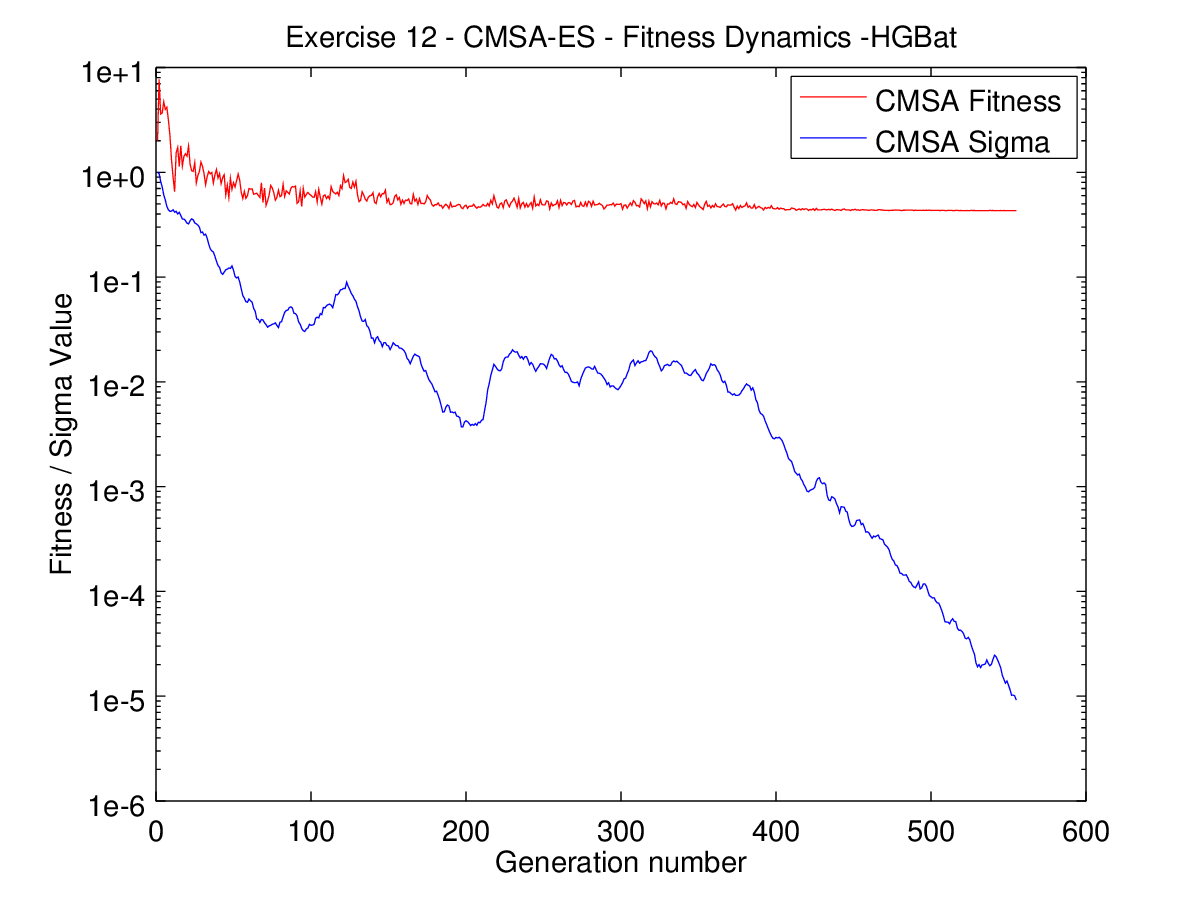 Exercise 12 - CMSA-ES - Fitness Dynamics -HGBat
1e+1
CMSA Fitness
CMSA Sigma
1e+0
1e-1
1e-2
1e-3
1e-4
1e-5
1e-6
Fitness / Sigma Value
0 100 200 300 400 500 600
Generation number